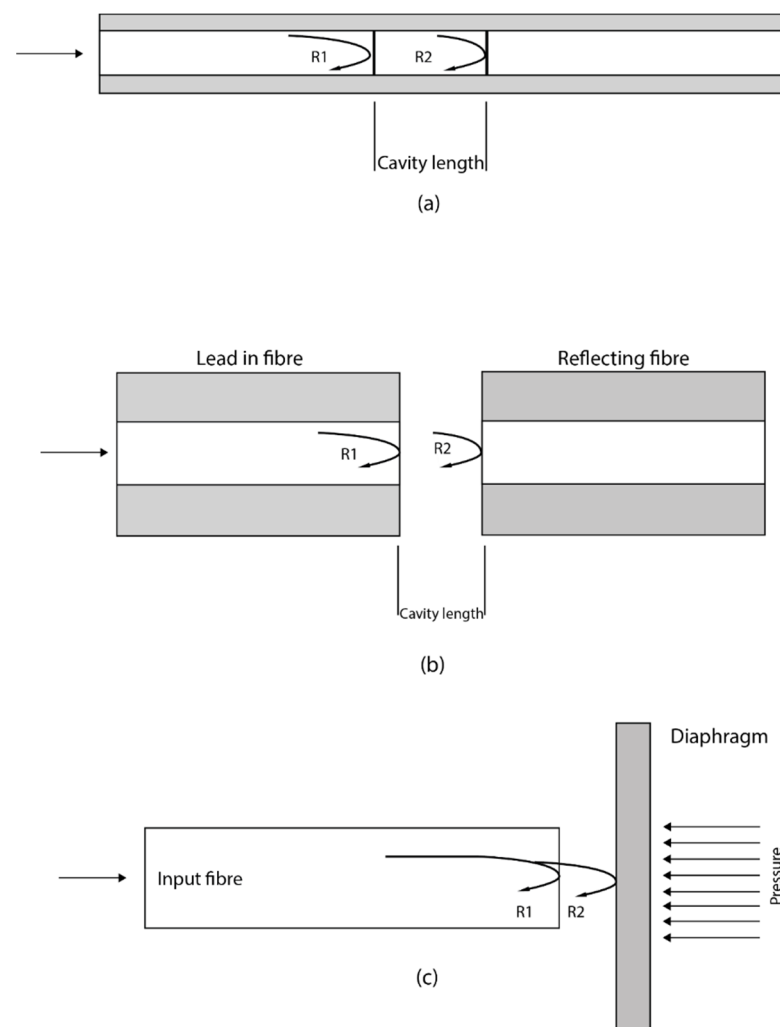 R1
R2
Cavity length
(a)
Lead in fibre
Reflecting fibre
R1
R2
Cavity length
(b)
Diaphragm
Input fibre
R1
R2
Pressure
(c)